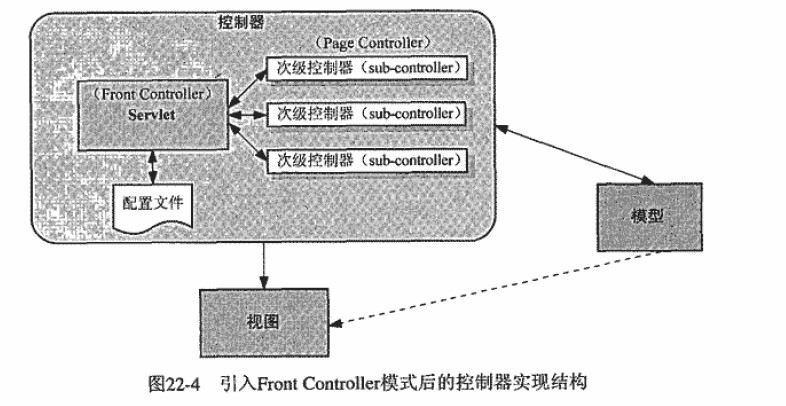 控制器
（Page Controller）
次级控制器（sub-controller）
（Front Controller）
Servlet
次级控制器（sub-controller）
次级控制器（sub-controller）
配置文件
模型
视图
图22-4 引入Front Controller模式后的控制器实现结构